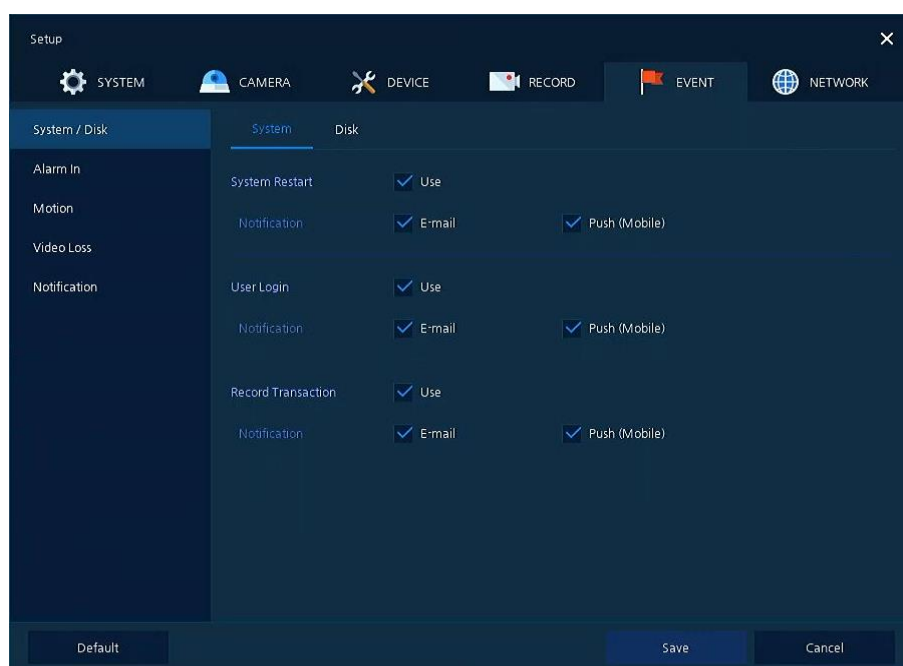 Setup
SYSTEM CAMERA DEVICE RECORD EVENT NETWORK
System / Disk
Alarm In
Motion
Video Loss
Notification
System Disk
System Restart Use
Notification E-mail Push (Mobile)
User Login Use
Notification E-mail Push (Mobile)
Record Transaction Use
Notification E-mail Push (Mobile)
Default Save Cancel